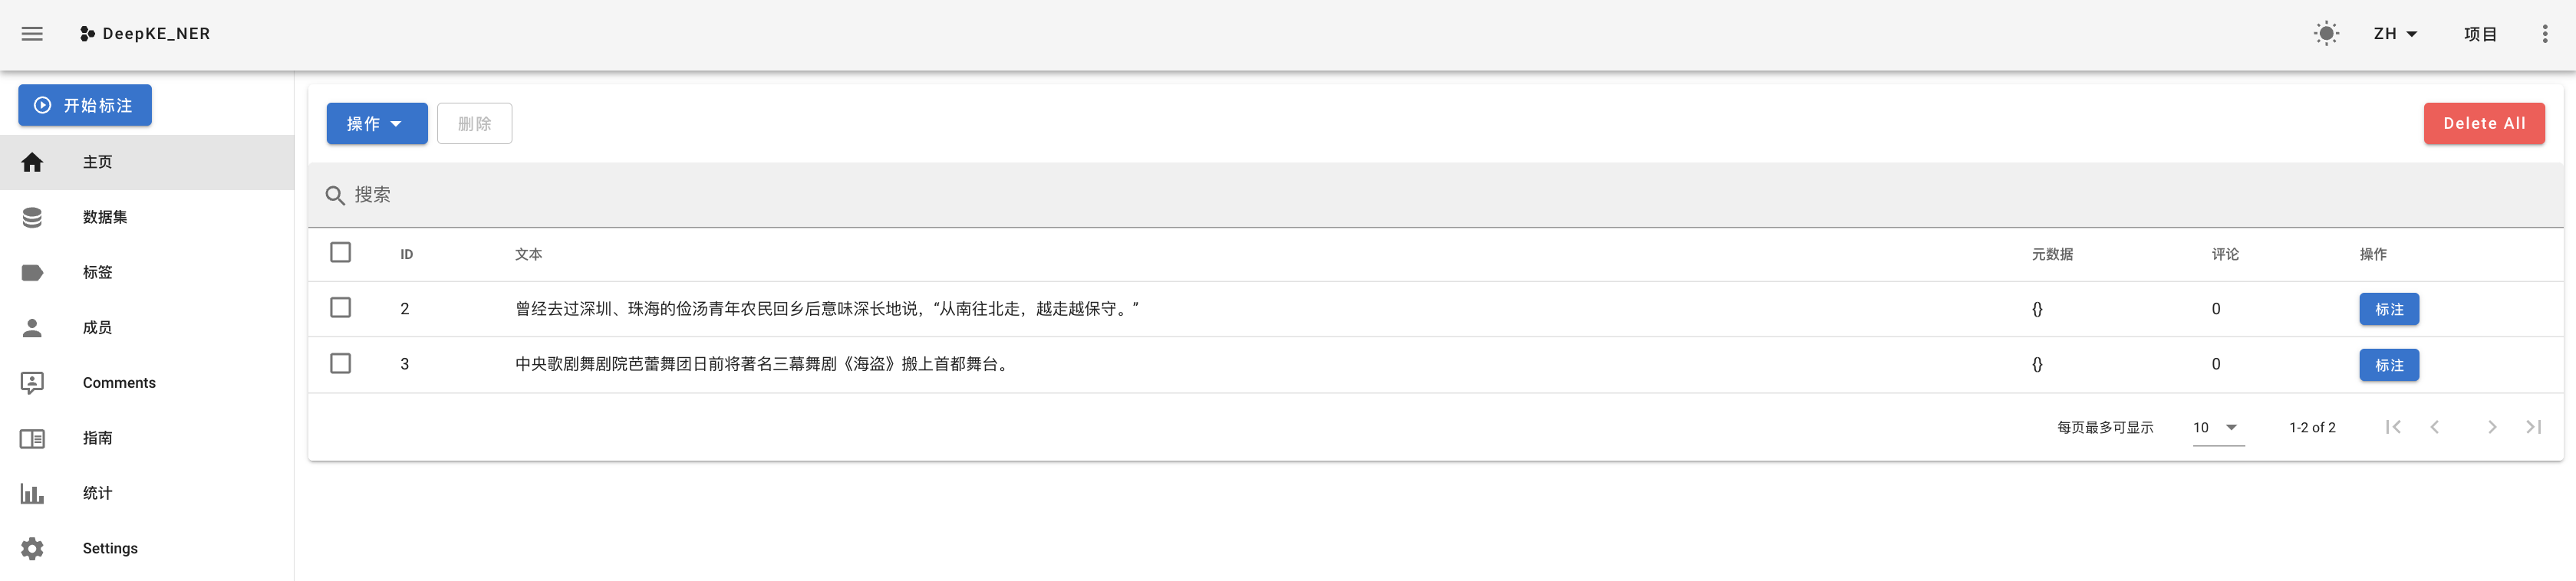 DeepKE_NER
ZH
项目
开始标注
主页
数据集
标签
成员
Comments
指南
统计
Settings
操作
删除
Delete All
搜索
ID 文本 元数据 评论 操作
2 曾经去过深圳、珠海的俭汤青年农民回乡后意味深长地说，“从南往北走，越走越保守。” {} 0 标注
3 中央歌剧舞剧院芭蕾舞团日前将著名三幕舞剧《海盗》搬上首都舞台。 {} 0 标注
每页最多可显示 10 1-2 of 2